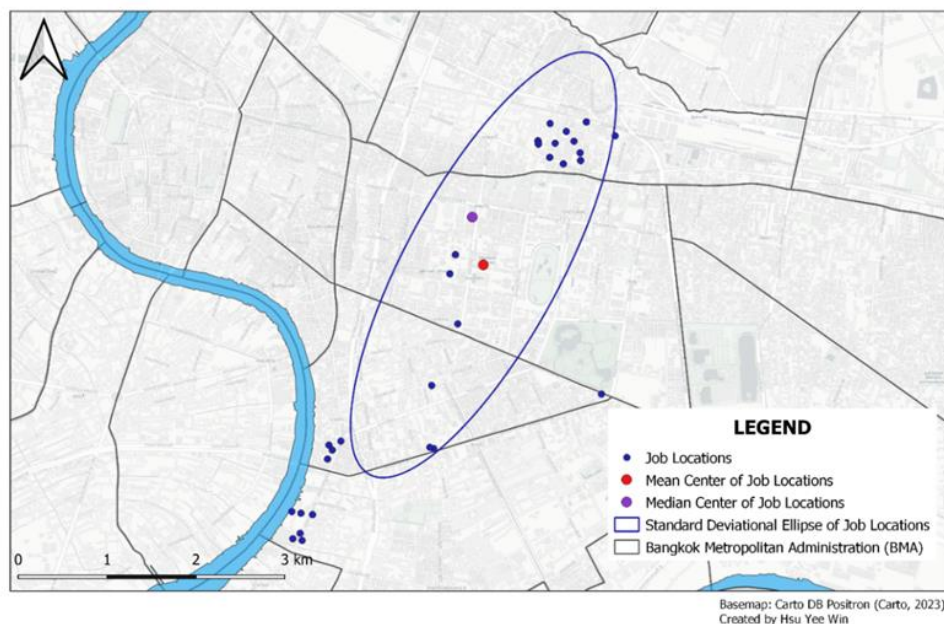 LEGEND
Job Locations
Mean Center of Job Locations
Median Center of Job Locations
Standard Deviational Ellipse of Job Locations
Bangkok Metropolitan Administration (BMA)
0 1 2 3 km
Basemap: Carto DB Positron (Carto, 2023)
Created by Hsu Yee Win